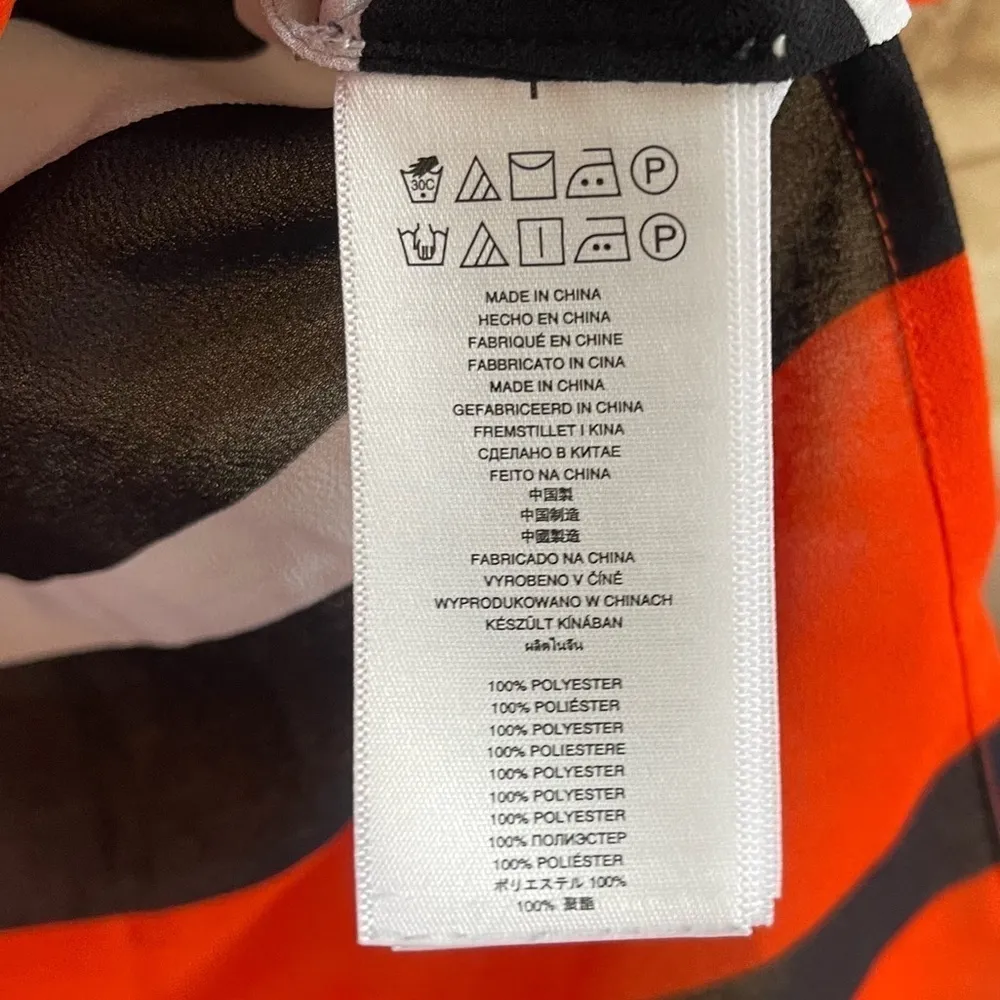 30C P
P
MADE IN CHINA
HECHO EN CHINA
FABRIQUÉ EN CHINE
FABBRICATO IN CINA
MADE IN CHINA
GEFABRICEERD IN CHINA
FREMSTILLET I KINA
СДЕЛАНО В КИТАЕ
FEITO NA CHINA
中国製
中国制造
中國製造
FABRICADO NA CHINA
VYROBENO V ČÍNĚ
WYPRODUKOWANO W CHINACH
KÉSZÜLT KÍNÁBAN
ผลิตในจีน
100% POLYESTER
100% POLIÉSTER
100% POLYESTER
100% POLIESTERE
100% POLYESTER
100% POLYESTER
100% POLYESTER
100% ПОЛИЭСТЕР
100% POLIÉSTER
ポリエステル 100%
100% 聚酯